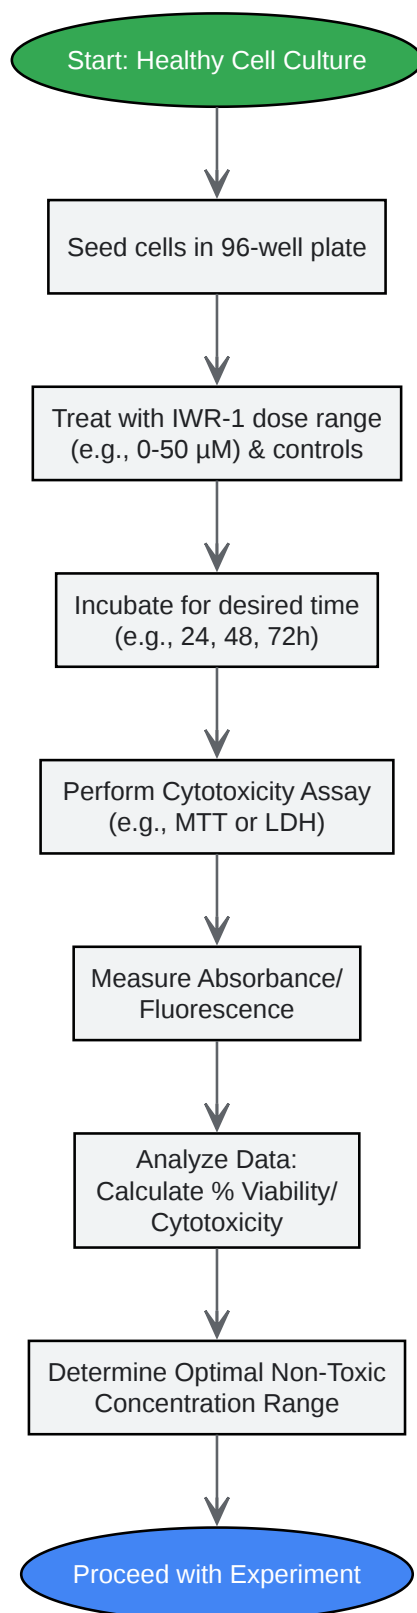 Start: Healthy Cell Culture
Seed cells in 96-well plate
Treat with IWR-1 dose range
(e.g., 0-50 µM) & controls
Incubate for desired time
(e.g., 24, 48, 72h)
Perform Cytotoxicity Assay
(e.g., MTT or LDH)
Measure Absorbance/
Fluorescence
Analyze Data:
Calculate % Viability/
Cytotoxicity
Determine Optimal Non-Toxic
Concentration Range
Proceed with Experiment